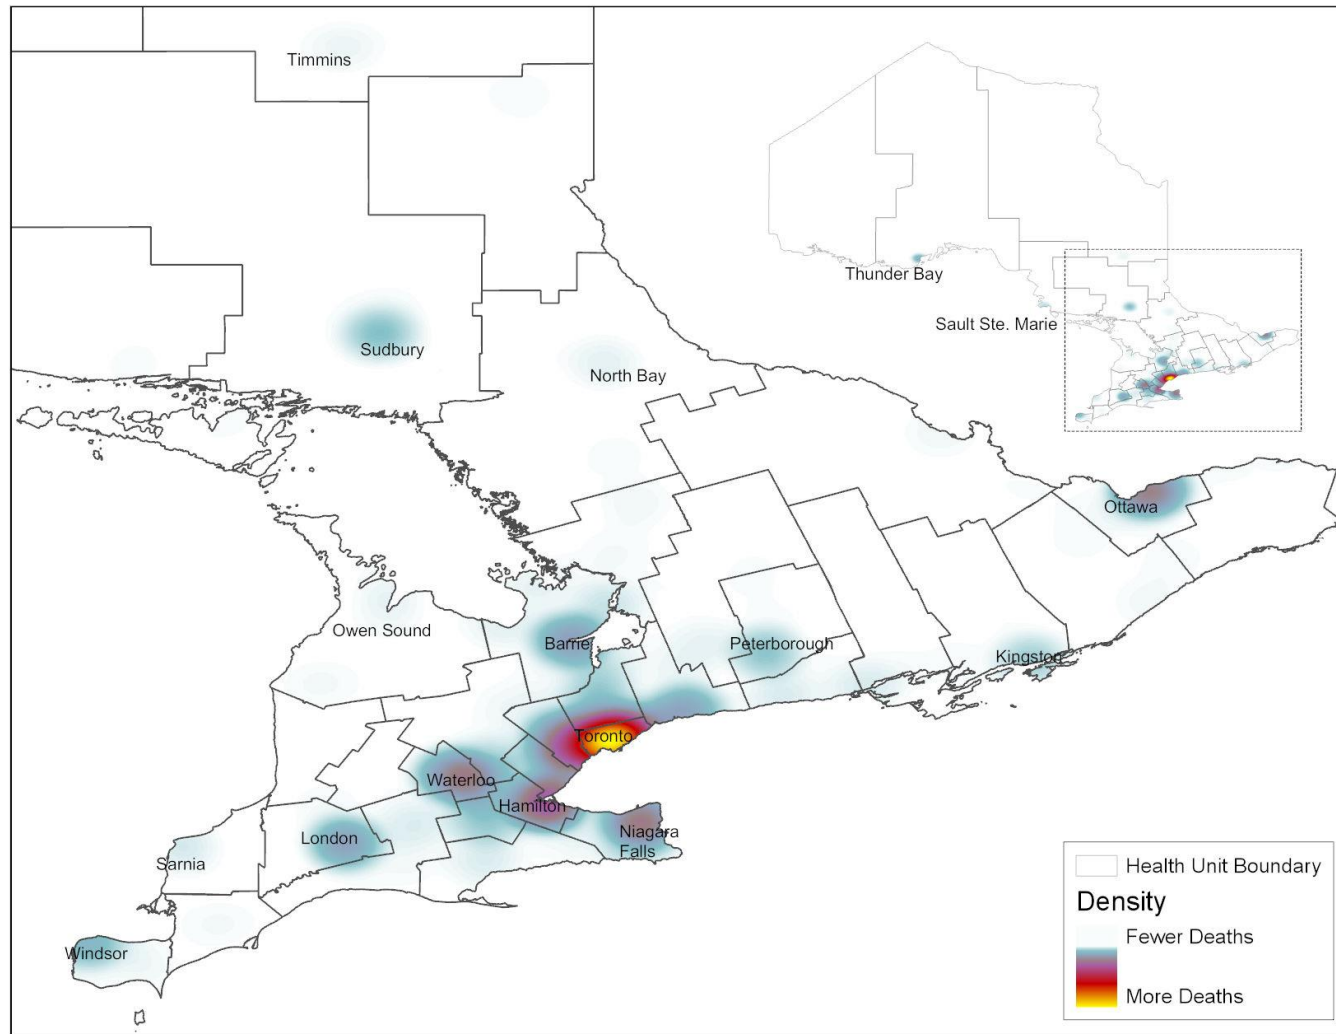 Timmins
Thunder Bay
Sault Ste. Marie
Sudbury
North Bay
Ottawa
Owen Sound
Barrie
Peterborough
Kingston
Toronto
Waterloo
Hamilton
London
Niagara
Falls
Sarnia
Windsor
Health Unit Boundary
Density
Fewer Deaths
More Deaths